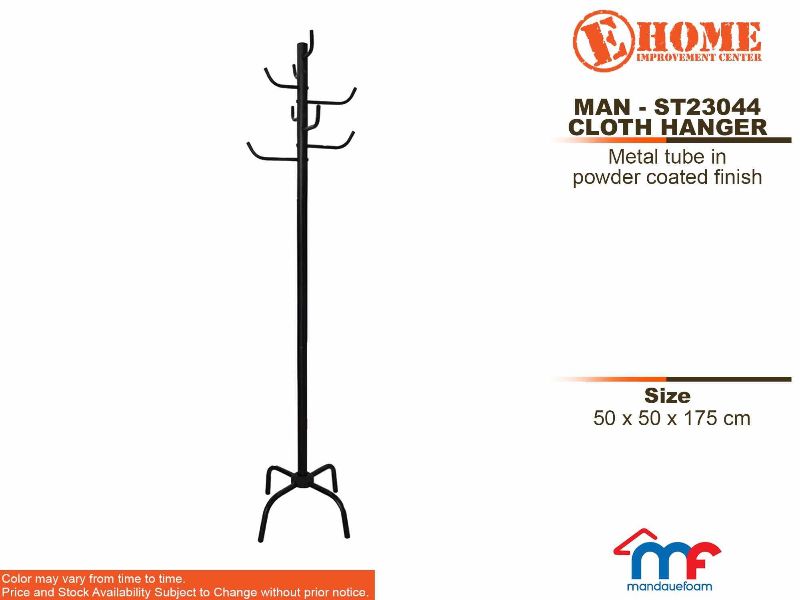 E HOME
IMPROVEMENT CENTER
MAN - ST23044
CLOTH HANGER
Metal tube in
powder coated finish
Size
50 x 50 x 175 cm
mf
mandauefoam
Color may vary from time to time.
Price and Stock Availability Subject to Change without prior notice.